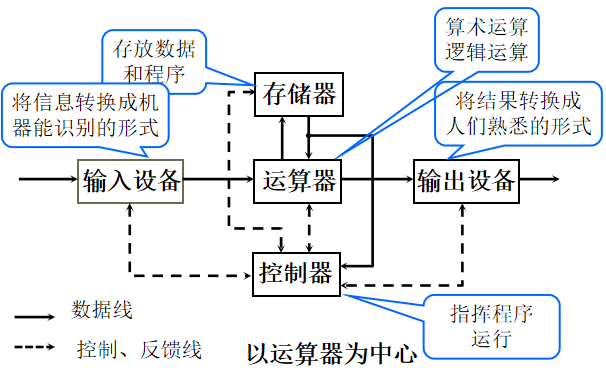 存放数据
和程序
算术运算
逻辑运算
将信息转换成机
器能识别的形式
存储器
将结果转换成
人们熟悉的形式
输入设备
运算器
输出设备
控制器
数据线
控制、反馈线
指挥程序
运行
以运算器为中心